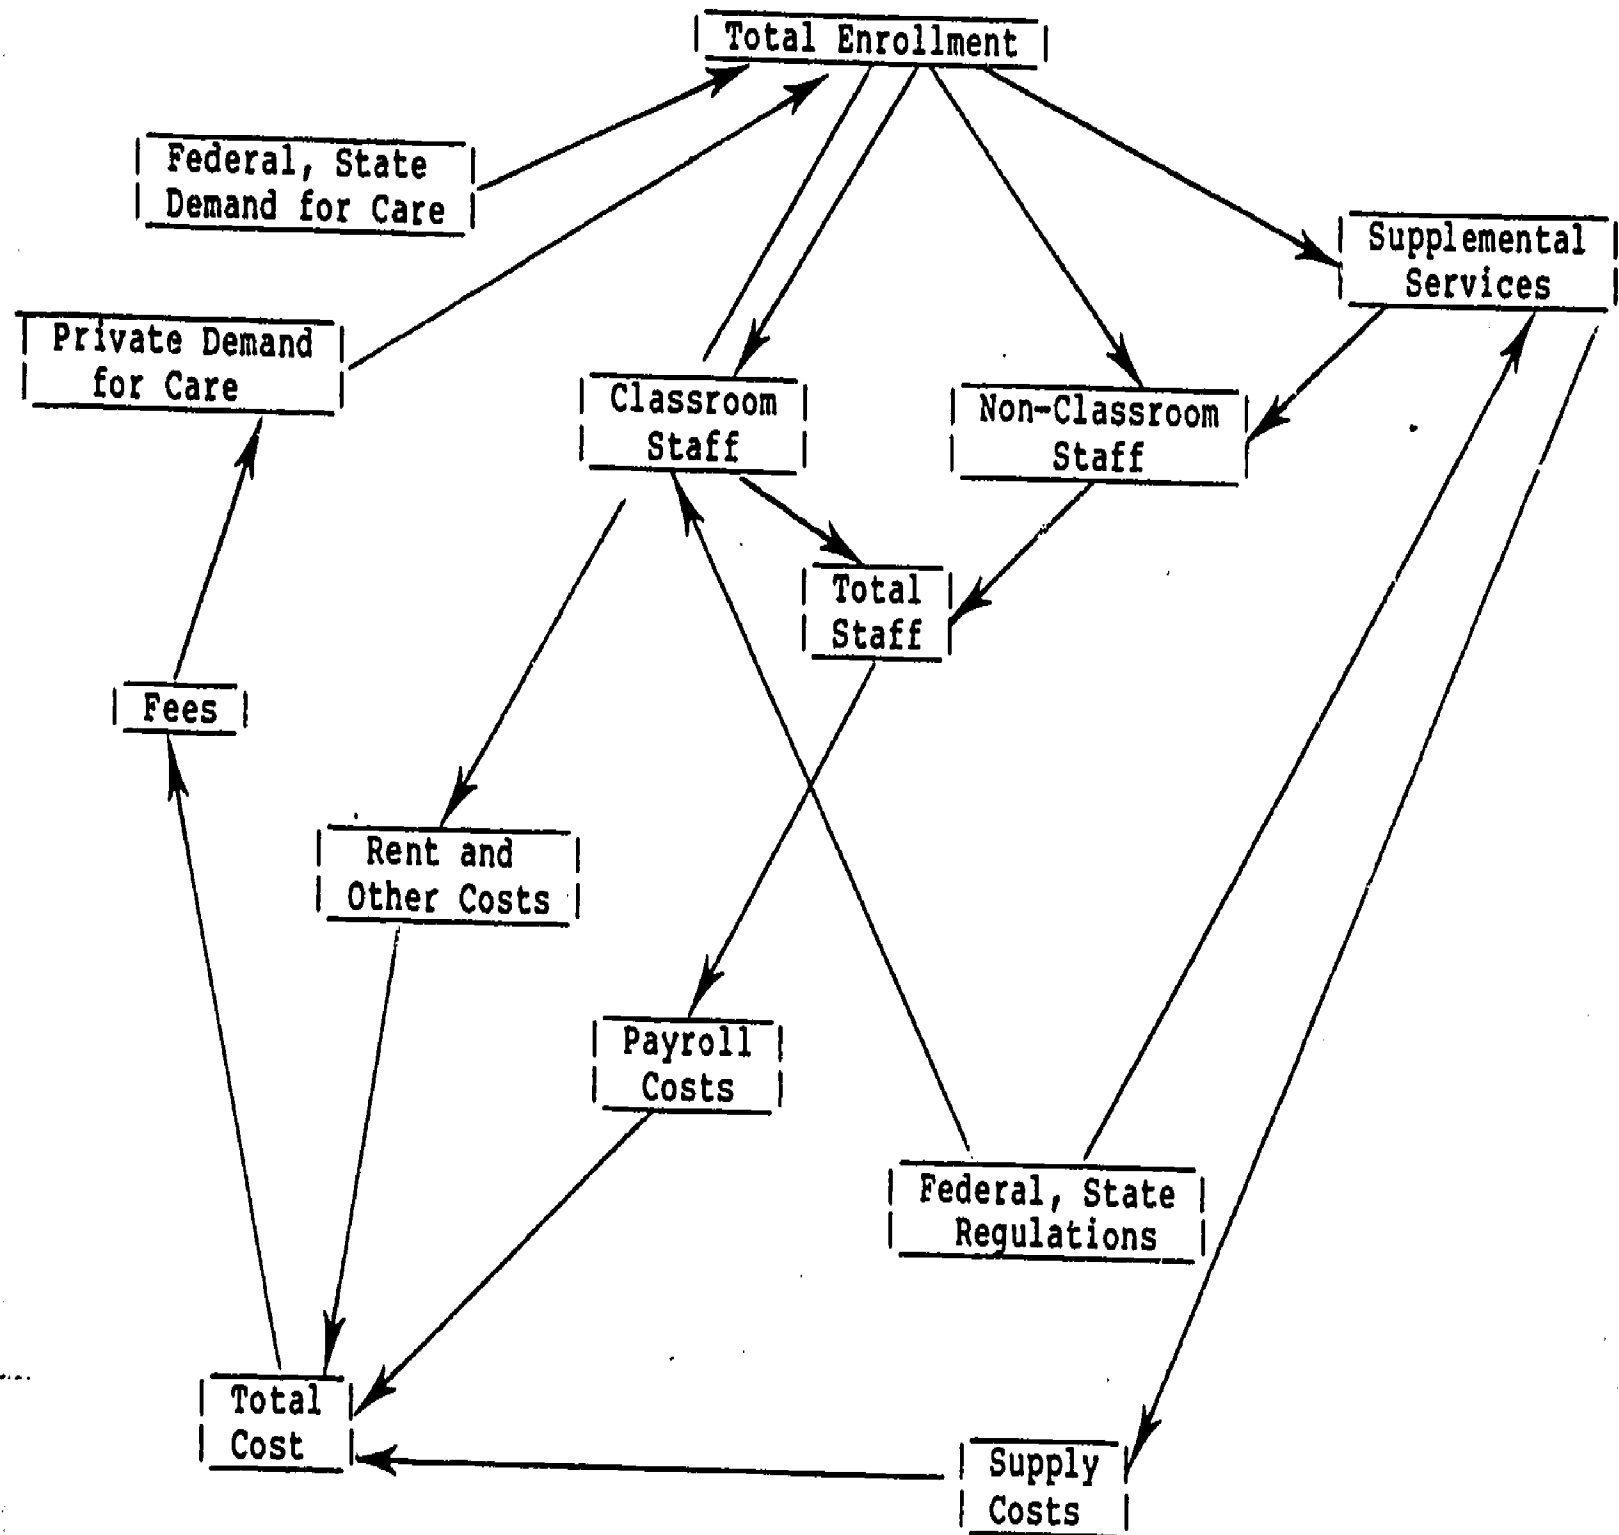 Total Enrollment
Federal, State
Demand for Care
Supplemental
Services
Private Demand
for Care
Classroom
Staff
Non-Classroom
Staff
Total
Staff
Fees
Rent and
Other Costs
Payroll
Costs
Federal, State
Regulations
Total
Cost
Supply
Costs